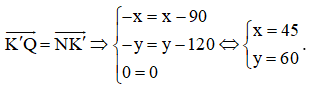 K′Q = NK′ ⇒ { −x = x − 90
−y = y − 120
0 = 0
⇔ { x = 45
y = 60 .